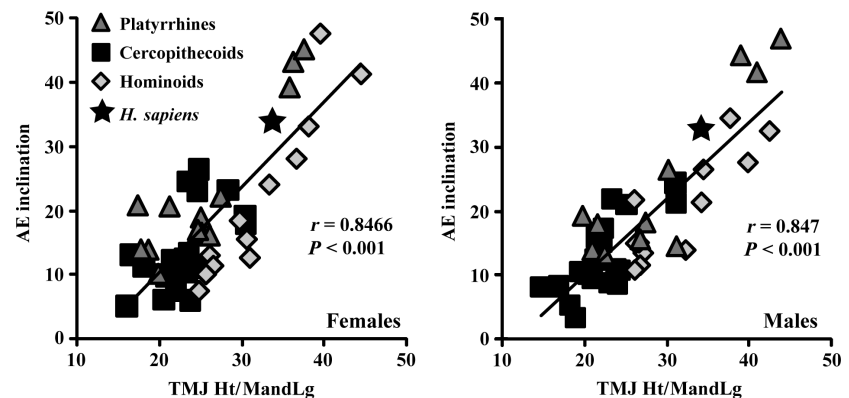 Platyrrhines
Cercopithecoids
Hominoids
H. sapiens
AE inclination
50
40
30
20
10
0
r = 0.8466
P < 0.001
Females
10 20 30 40 50
TMJ Ht/MandLg
AE inclination
50
40
30
20
10
0
r = 0.847
P < 0.001
Males
10 20 30 40 50
TMJ Ht/MandLg